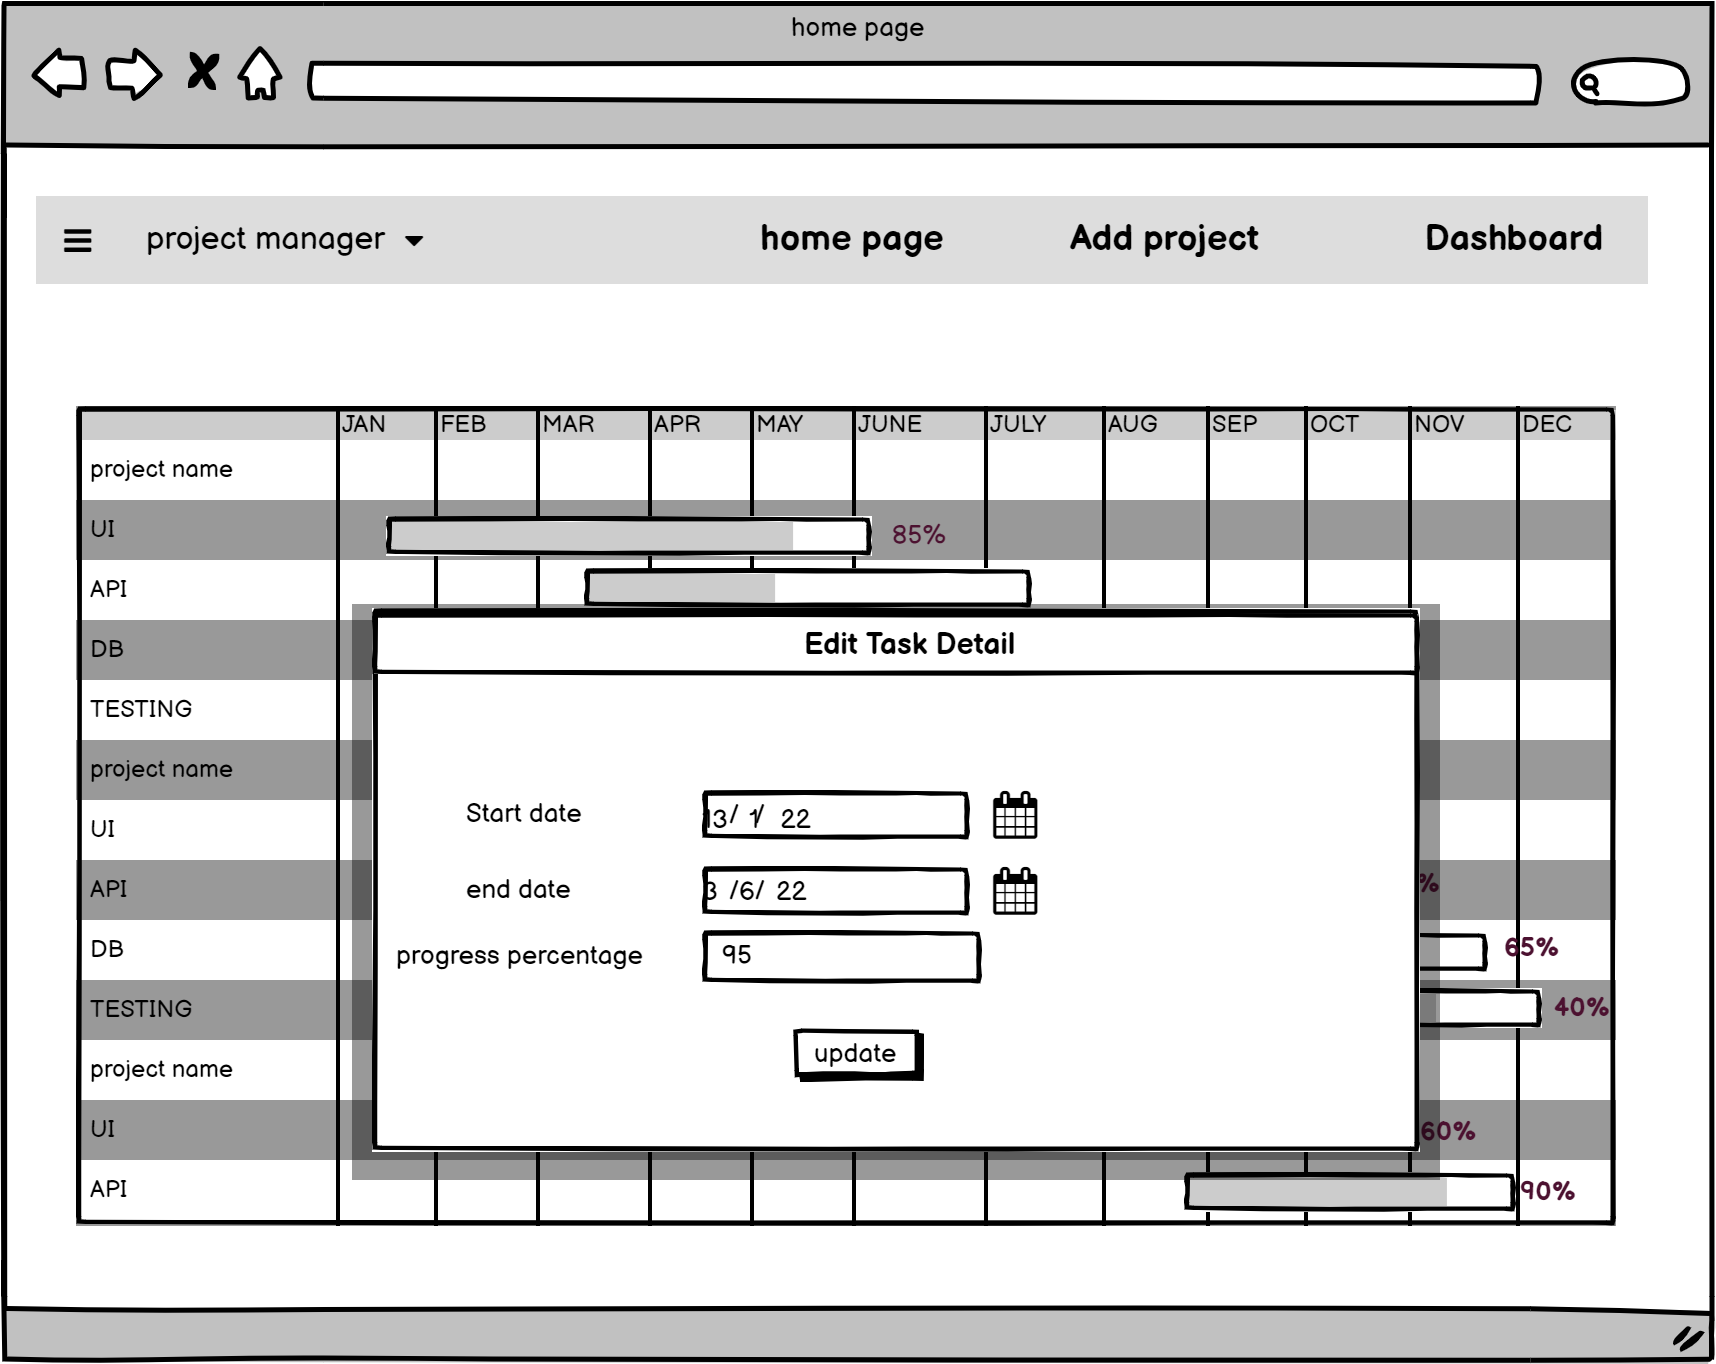 home page
project manager
home page
Add project
Dashboard
JAN FEB MAR APR MAY JUNE JULY AUG SEP OCT NOV DEC
project name
UI 85%
API
DB
Edit Task Detail
TESTING
project name
Start date 13/ 1/ 22
UI
end date 3 /6/ 22
API %
DB 65%
progress percentage 95
TESTING 40%
update
project name
UI 60%
API 90%